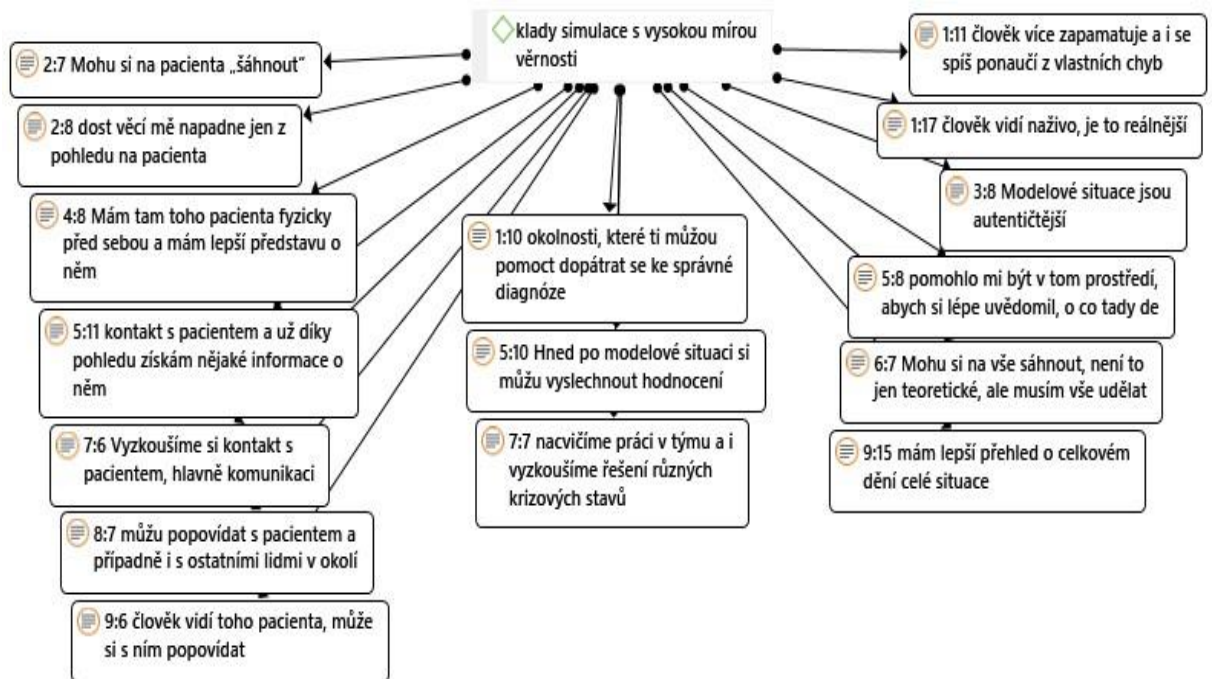 klady simulace s vysokou mírou
věrnosti
2:7 Mohu si na pacienta „šáhnout“
2:8 dost věcí mě napadne jen z
pohledu na pacienta
4:8 Mám tam toho pacienta fyzicky
před sebou a mám lepší představu o
něm
5:11 kontakt s pacientem a už díky
pohledu získám nějaké informace o
něm
7:6 Vyzkoušíme si kontakt s
pacientem, hlavně komunikaci
8:7 můžu popovídat s pacientem a
případně i s ostatními lidmi v okolí
9:6 člověk vidí toho pacienta, může
si s ním popovídat
1:10 okolnosti, které ti můžou
pomoct dopátrat se ke správné
diagnóze
5:10 Hned po modelové situaci si
můžu vyslechnout hodnocení
7:7 nacvičíme práci v týmu a i
vyzkoušíme řešení různých
krizových stavů
1:11 člověk více zapamatuje a i se
spíš ponaučí z vlastních chyb
1:17 člověk vidí naživo, je to reálnější
3:8 Modelové situace jsou
autentičtější
5:8 pomohlo mi být v tom prostředí,
abych si lépe uvědomil, o co tady de
6:7 Mohu si na vše sáhnout, není to
jen teoretické, ale musím vše udělat
9:15 mám lepší přehled o celkovém
dění celé situace